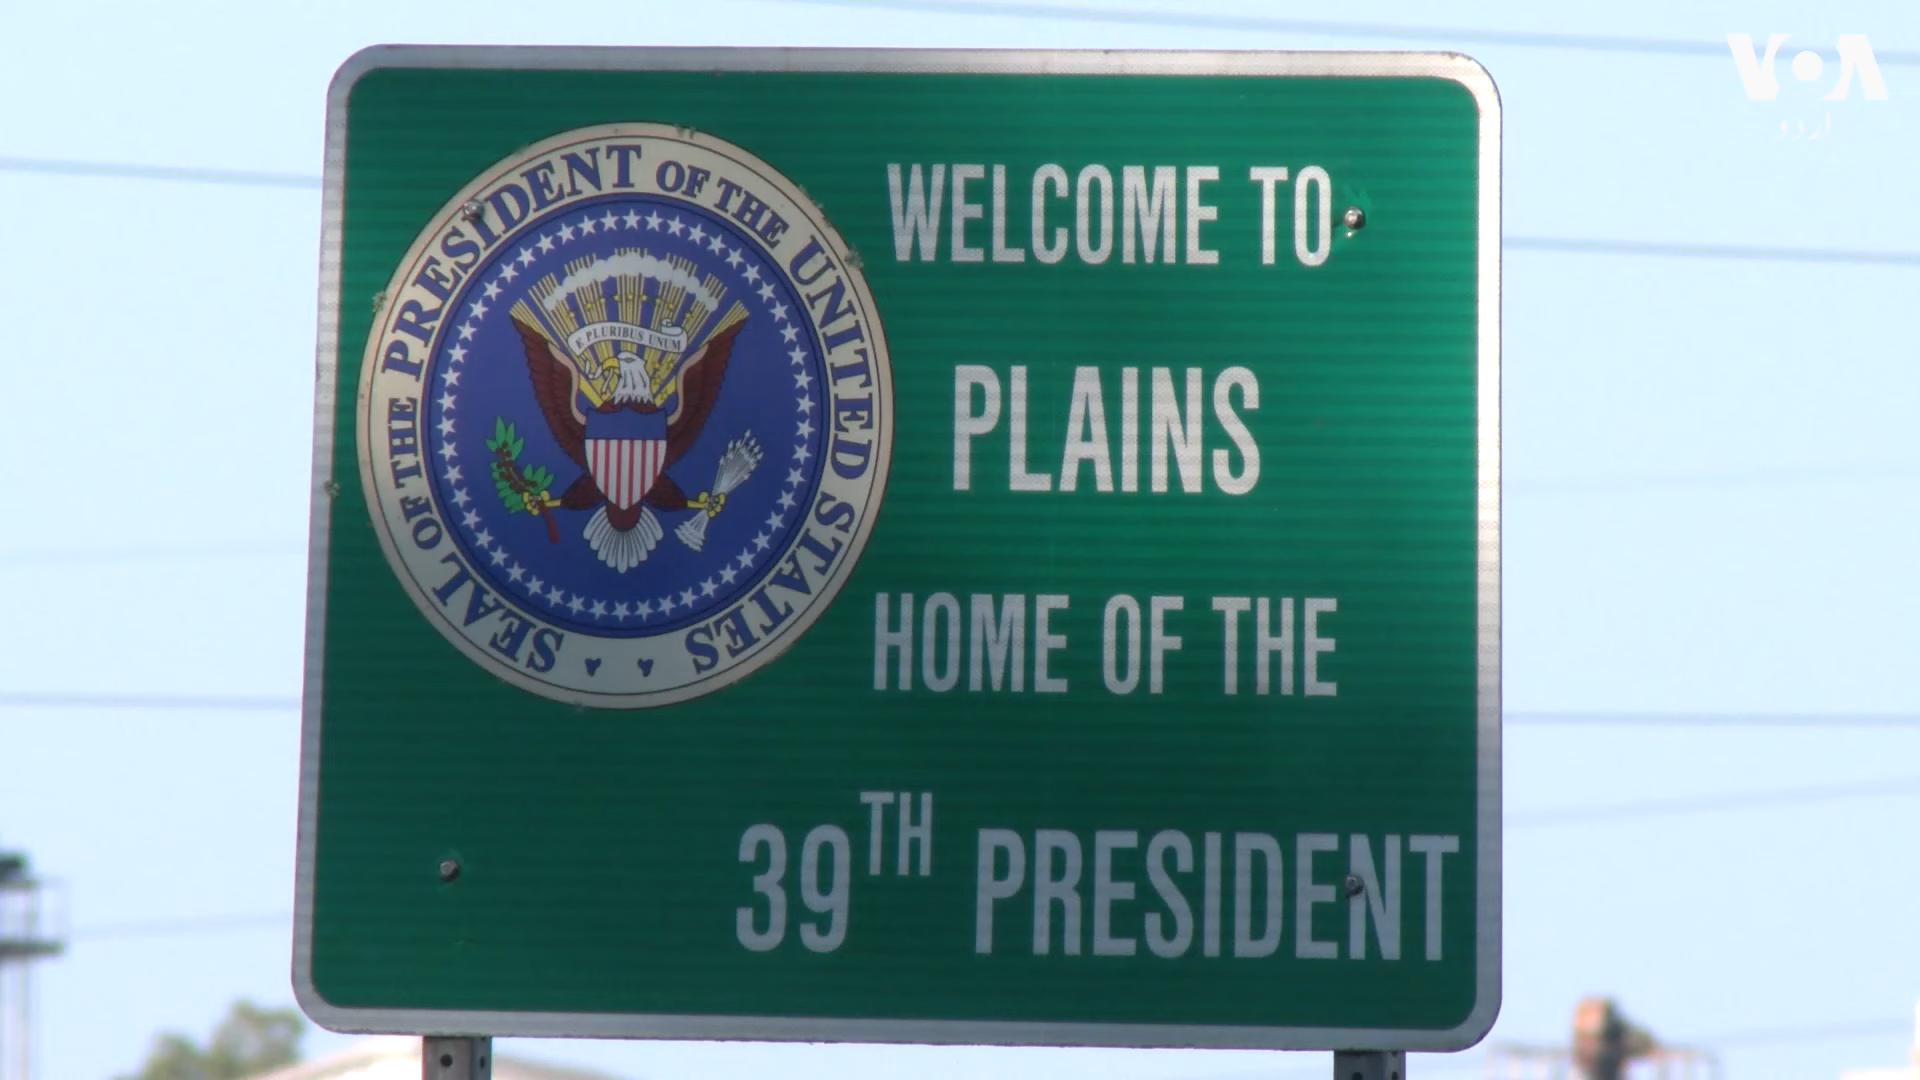 VOA
اردو
SEAL OF THE PRESIDENT OF THE UNITED STATES
E PLURIBUS UNUM
WELCOME TO
PLAINS
HOME OF THE
39TH PRESIDENT